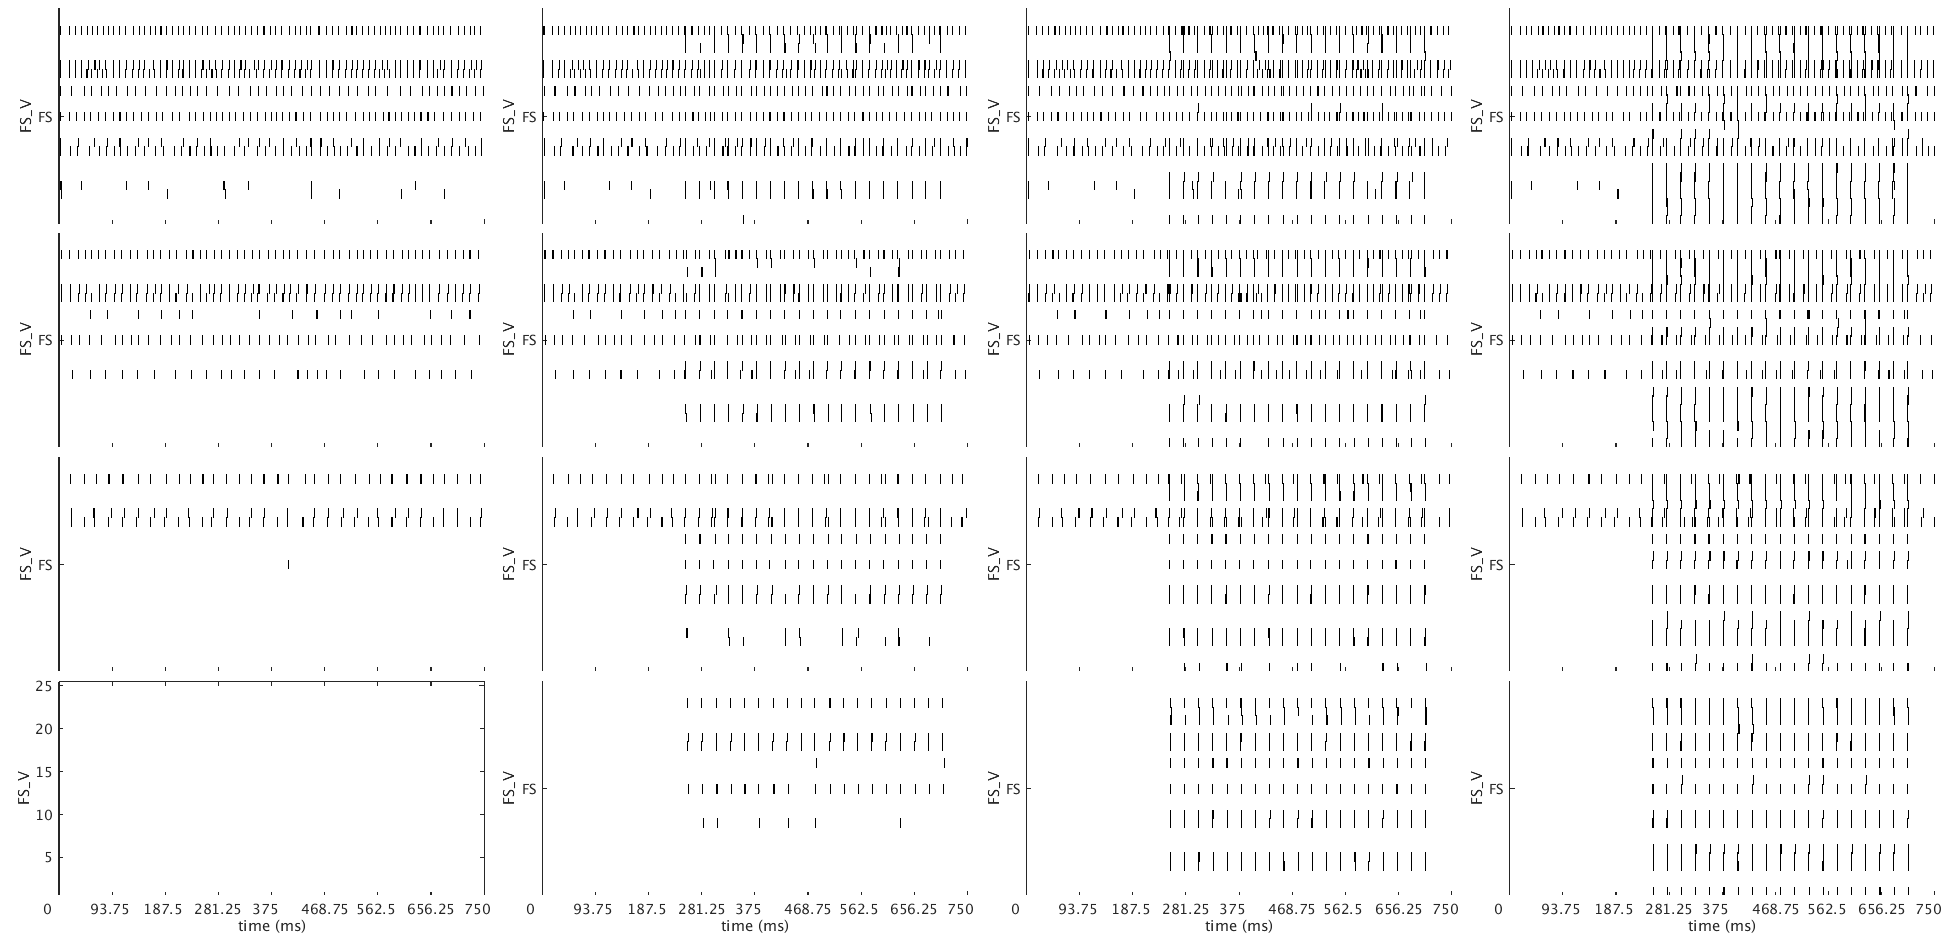 FS_V FS FS_V FS FS_V FS FS_V FS
FS_V FS FS_V FS FS_V FS FS_V FS
FS_V FS FS_V FS FS_V FS FS_V FS
25
20
15
FS_V FS_V FS FS_V FS FS_V FS
10
5
0 93.75 187.5 281.25 375 468.75 562.5 656.25 750 0 93.75 187.5 281.25 375 468.75 562.5 656.25 750 0 93.75 187.5 281.25 375 468.75 562.5 656.25 750 0 93.75 187.5 281.25 375 468.75 562.5 656.25 750
time (ms) time (ms) time (ms) time (ms)